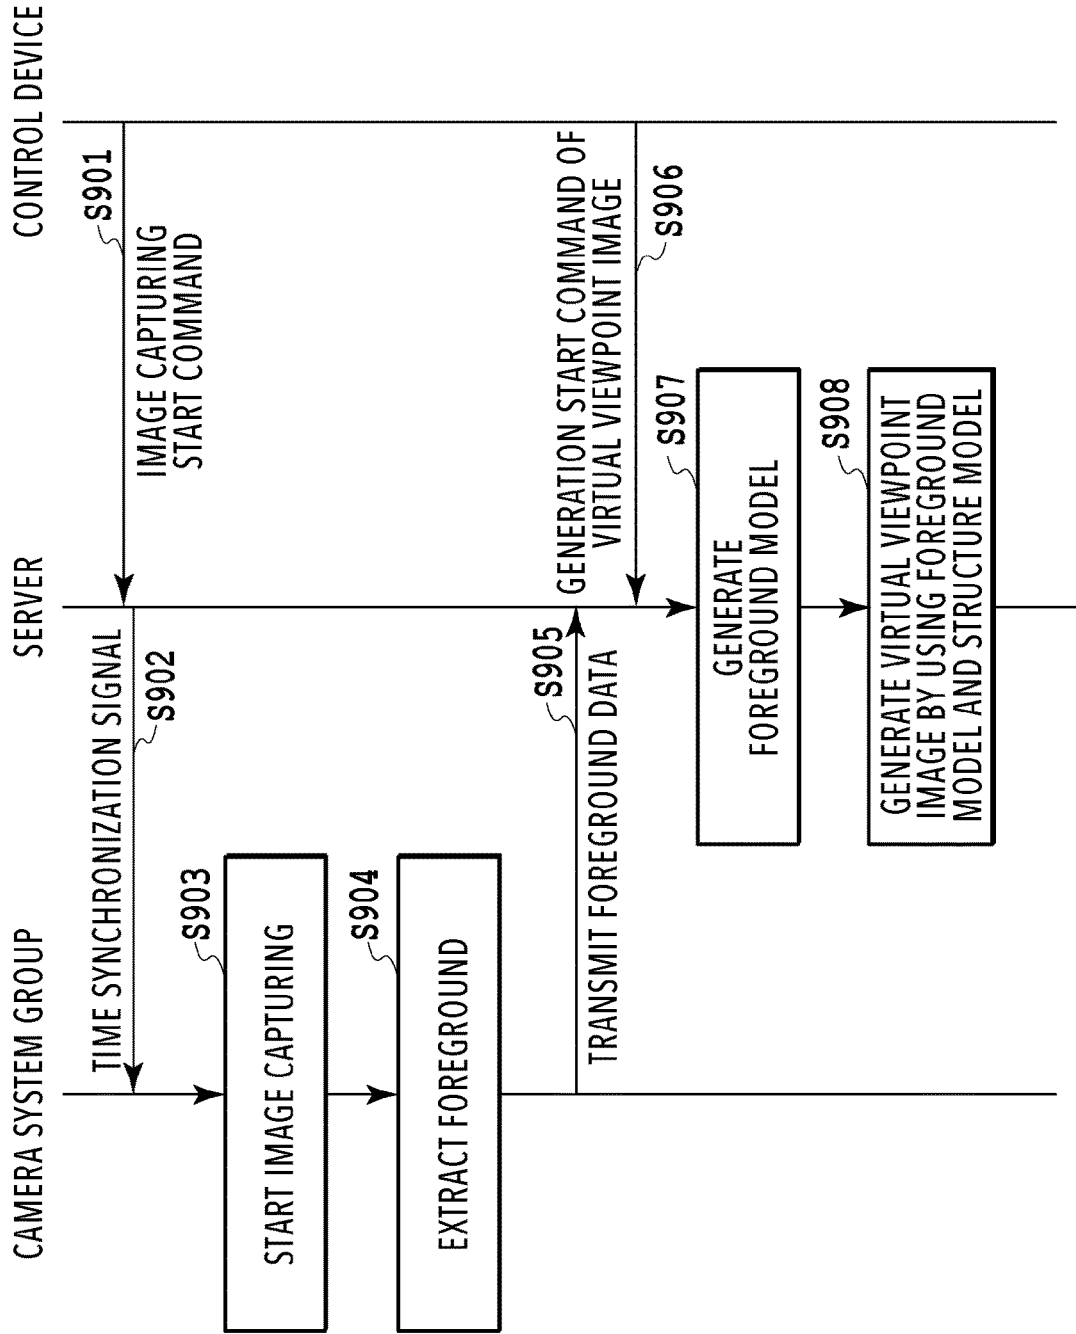 CAMERA SYSTEM GROUP
SERVER
CONTROL DEVICE
S901
IMAGE CAPTURING
START COMMAND
TIME SYNCHRONIZATION SIGNAL
S902
S903
START IMAGE CAPTURING
S904
EXTRACT FOREGROUND
S905
TRANSMIT FOREGROUND DATA
GENERATION START COMMAND OF
VIRTUAL VIEWPOINT IMAGE
S906
S907
GENERATE
FOREGROUND MODEL
S908
GENERATE VIRTUAL VIEWPOINT
IMAGE BY USING FOREGROUND
MODEL AND STRUCTURE MODEL